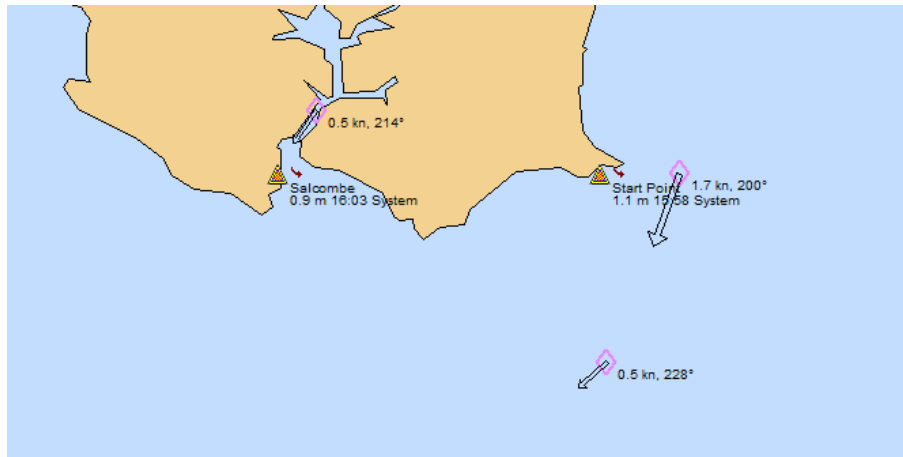 0.5 kn, 214°
Salcombe
0.9 m 16:03 System
Start Point
1.1 m 15:58 System
1.7 kn, 200°
0.5 kn, 228°